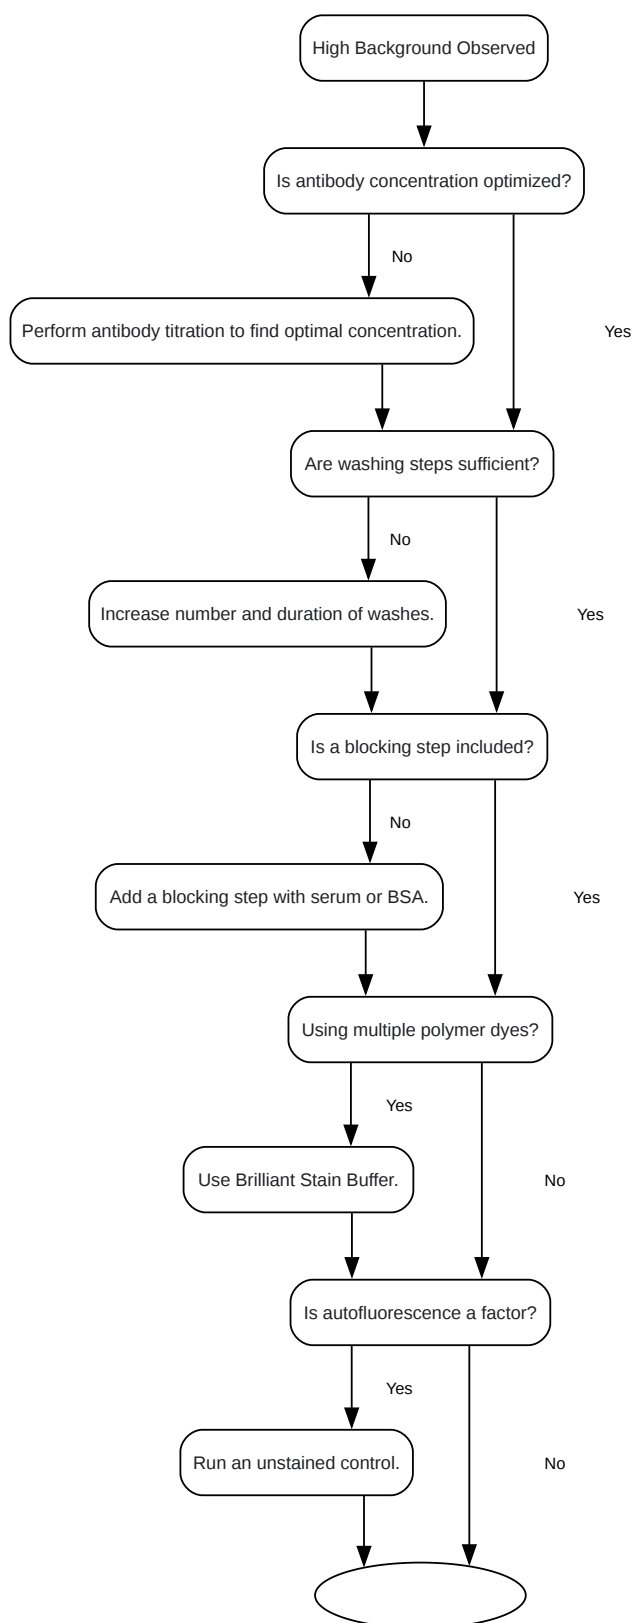 High Background Observed
Is antibody concentration optimized?
No
Perform antibody titration to find optimal concentration.
Yes
Are washing steps sufficient?
No
Increase number and duration of washes.
Yes
Is a blocking step included?
No
Add a blocking step with serum or BSA.
Yes
Using multiple polymer dyes?
Yes
Use Brilliant Stain Buffer.
No
Is autofluorescence a factor?
Yes
Run an unstained control.
No